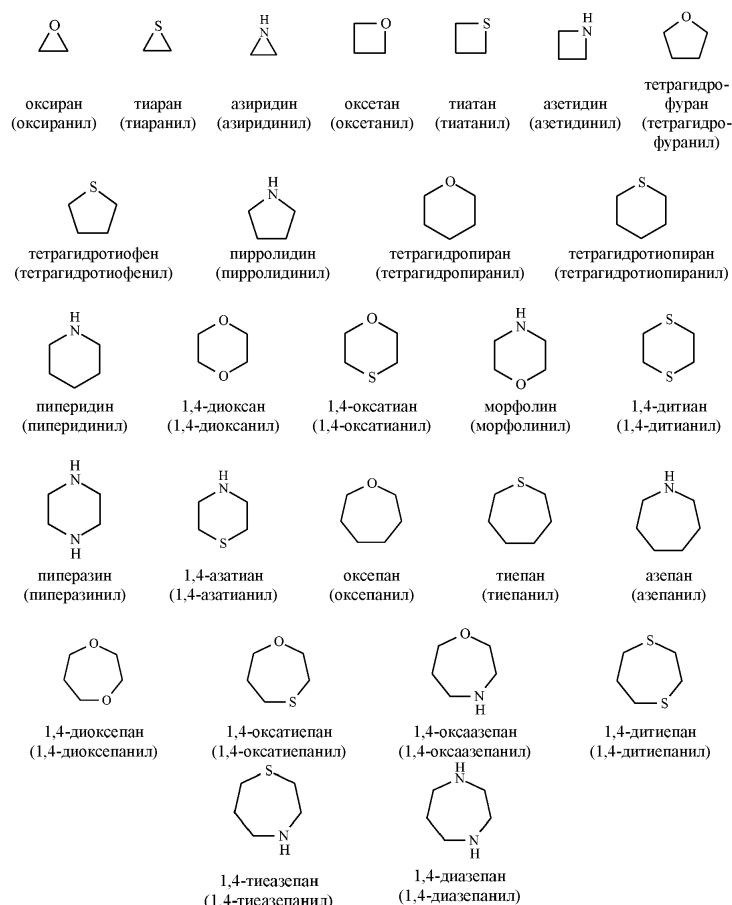 O S H N O S H N O
оксиран тиаран азиридин оксетан тиатан азетидин тетрагидро-
(оксиранил) (тиаранил) (азиридинил) (оксетанил) (тиатанил) (азетидинил) фуран
(тетрагидро-
фуранил)
S H N O S
тетрагидротиофен пирролидин тетрагидропиран тетрагидротиопиран
(тетрагидротиофенил) (пирролидинил) (тетрагидропиранил) (тетрагидротиопиранил)
H N O O H N S
O S O S
пиперидин 1,4-диоксан 1,4-оксатиан морфолин 1,4-дитиан
(пиперидинил) (1,4-диоксанил) (1,4-оксатианил) (морфолинил) (1,4-дитианил)
H N H N O S H N
N H S
пиперазин 1,4-азатиан оксепан тиепан азепан
(пиперазинил) (1,4-азатианил) (оксепанил) (тиепанил) (азепанил)
O O O S
O S N H S
1,4-диоксепан 1,4-оксатиепан 1,4-оксаазепан 1,4-дитиепан
(1,4-диоксепанил) (1,4-оксатиепанил) (1,4-оксаазепанил) (1,4-дитиепанил)
S H N
N H N H
1,4-тиеазепан 1,4-диазепан
(1,4-тиеазепанил) (1,4-диазепанил)